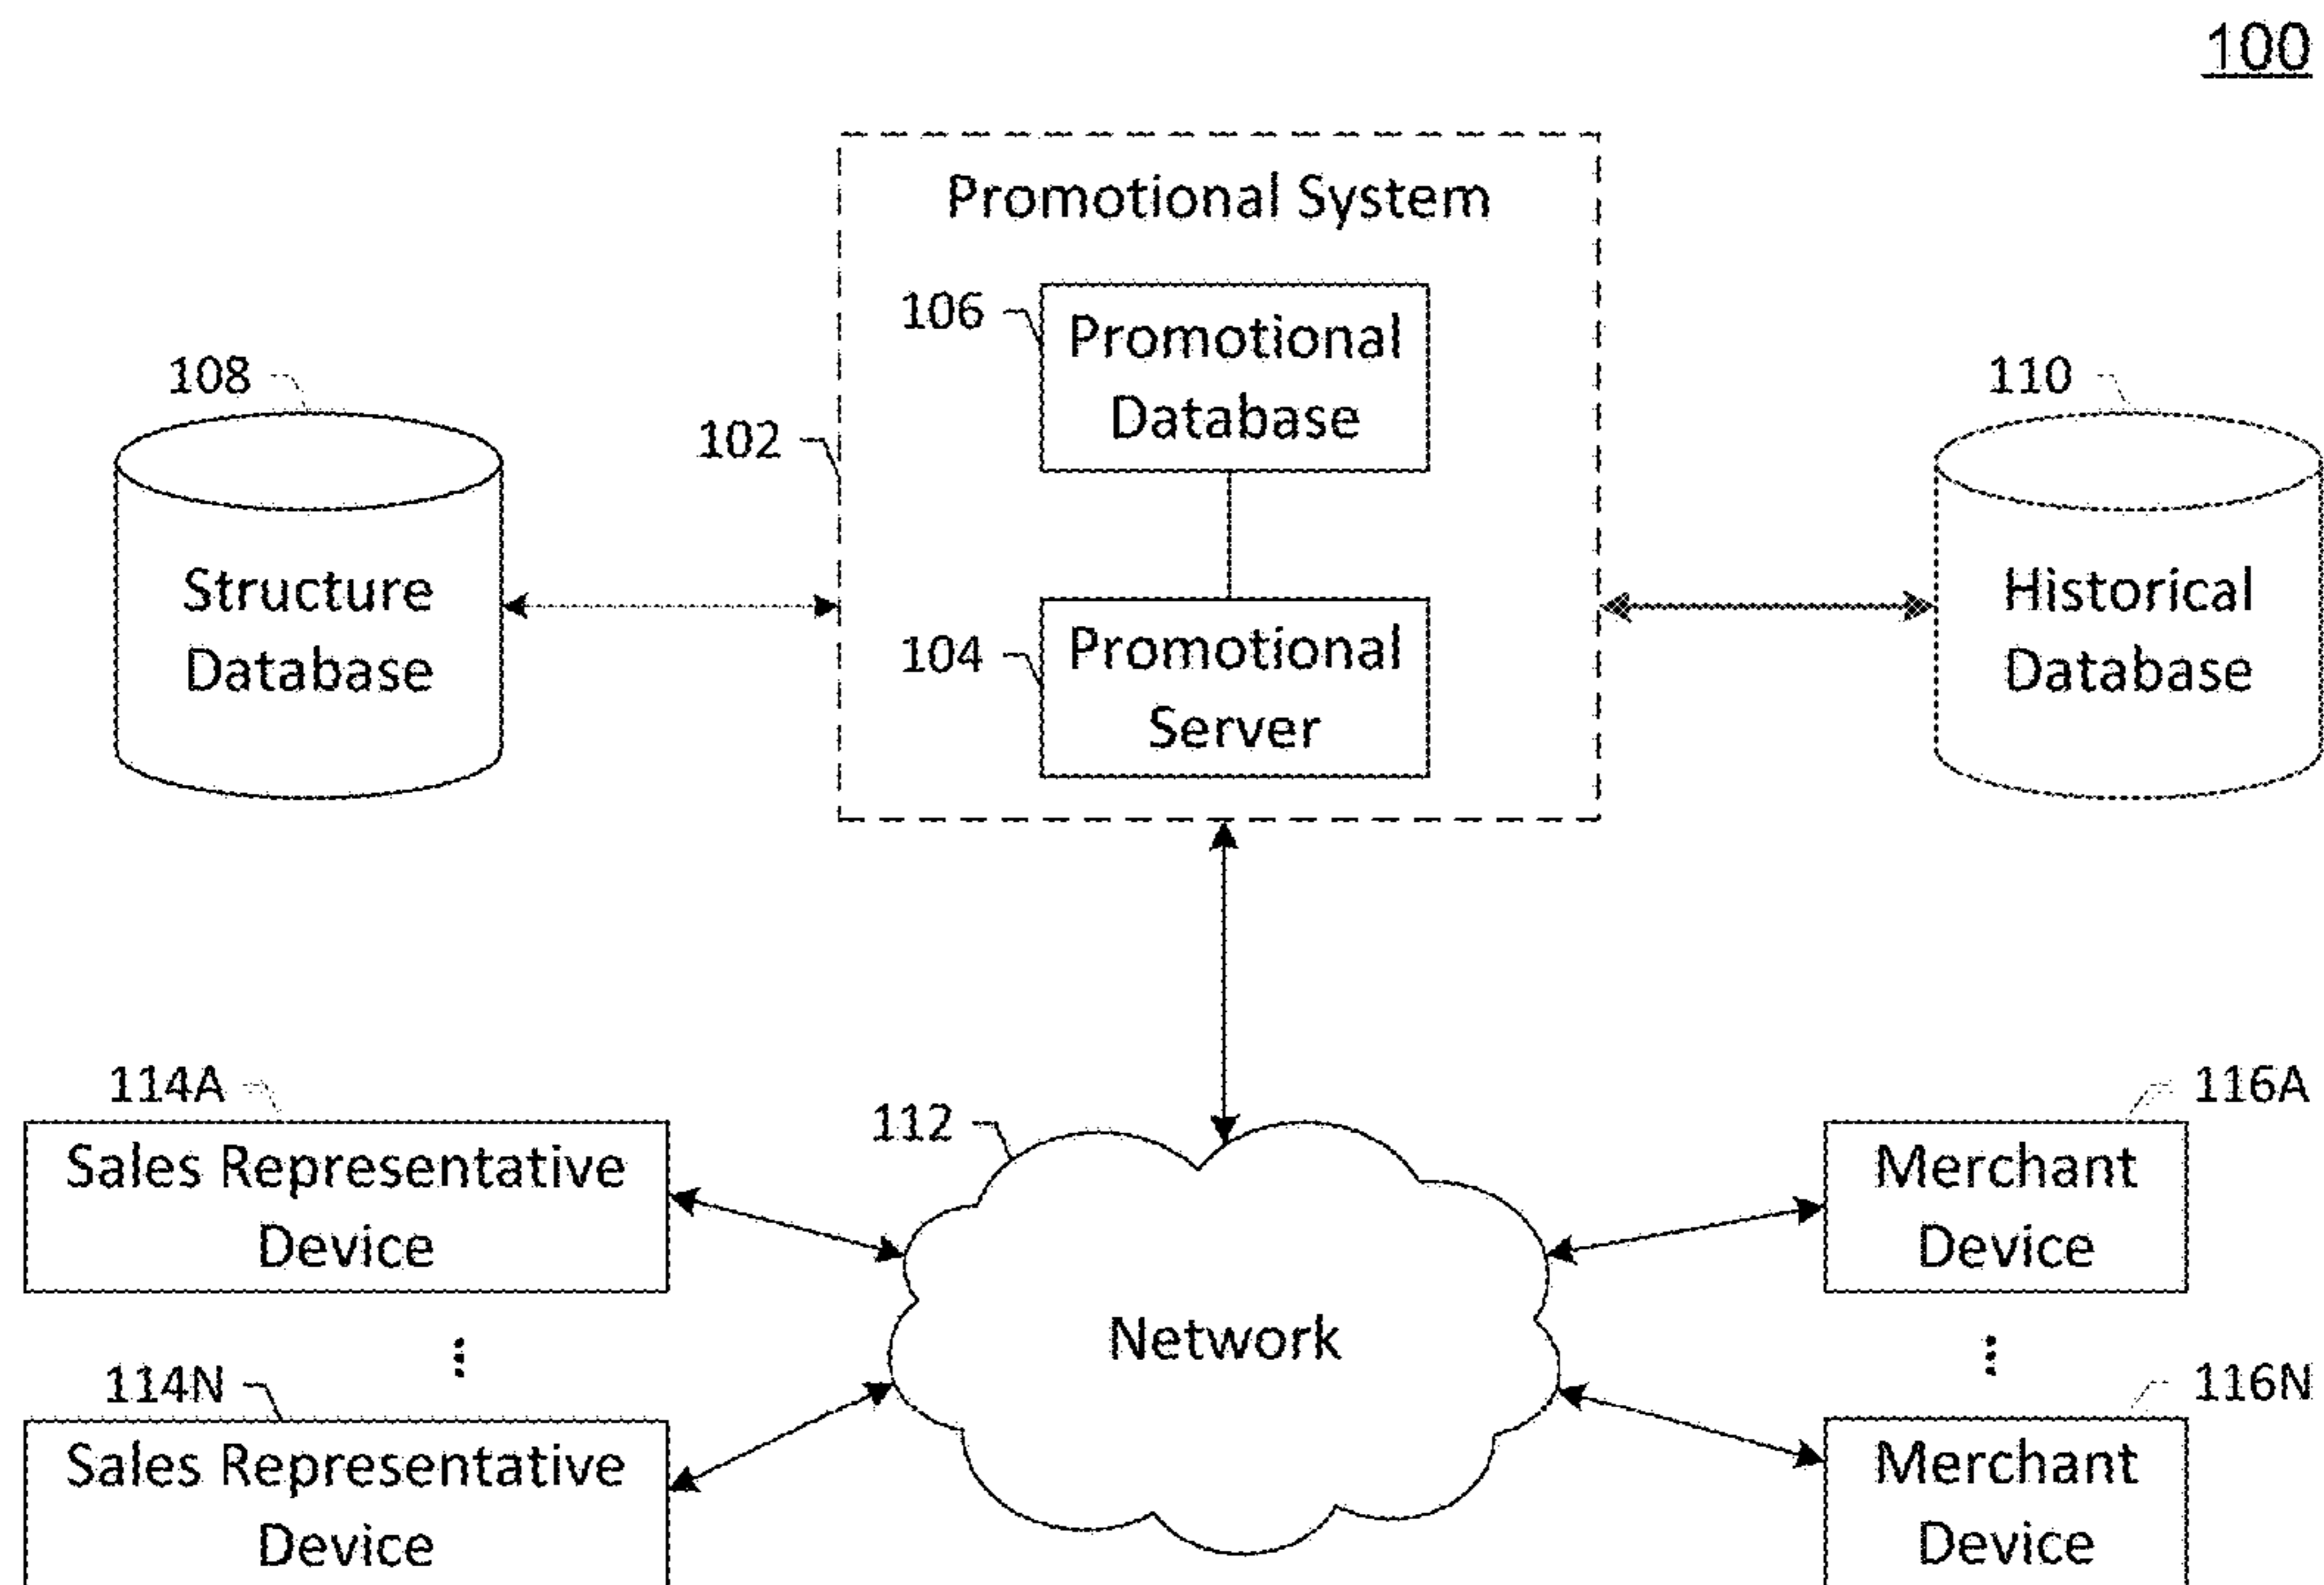 100
Promotional System
106
Promotional
Database
108
110
102
Structure
Database
Historical
Database
104
Promotional
Server
114A
Sales Representative
Device
112
116A
Merchant
Device
Network
114N
Sales Representative
Device
116N
Merchant
Device